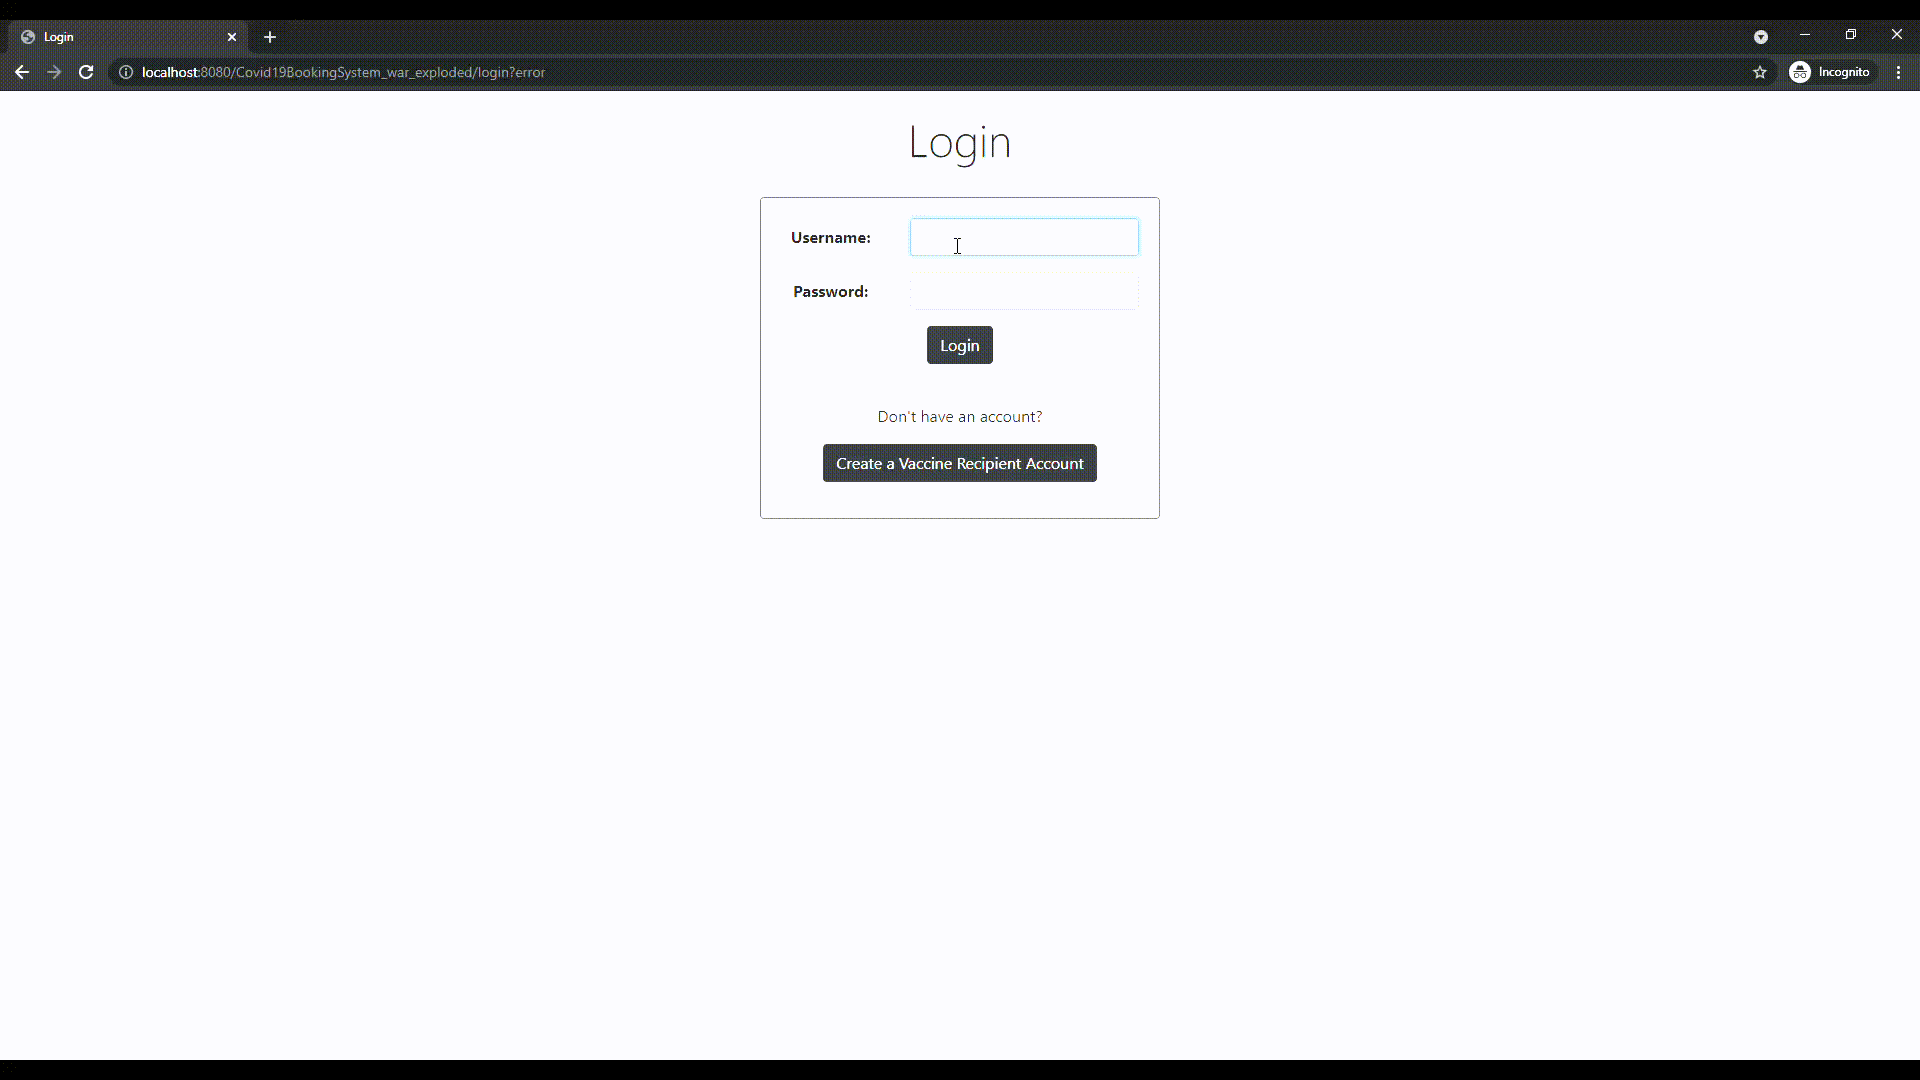 Login
localhost:8080/Covid19BookingSystem_war_exploded/login?error
Incognito
Login
Username:
Password:
Login
Don't have an account?
Create a Vaccine Recipient Account